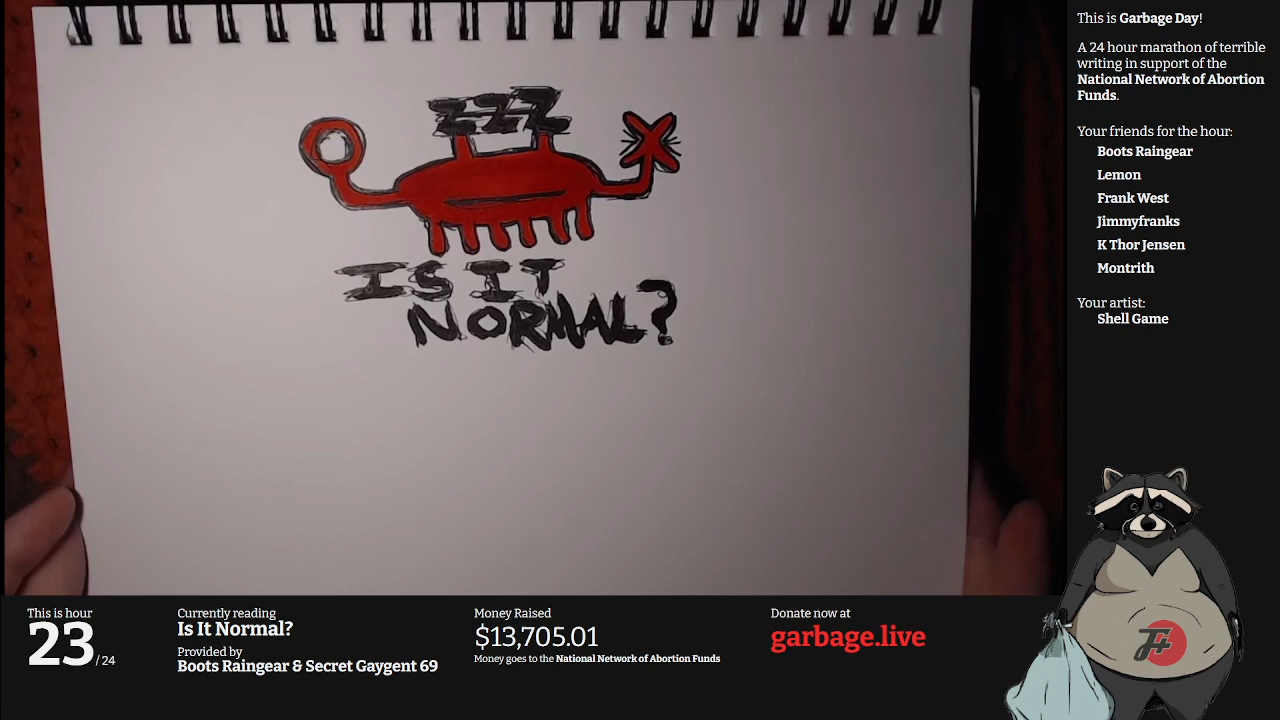 ZZZ
IS IT
NORMAL?
This is Garbage Day!
A 24 hour marathon of terrible
writing in support of the
National Network of Abortion
Funds.
Your friends for the hour:
Boots Raingear
Lemon
Frank West
Jimmyfranks
K Thor Jensen
Montrith
Your artist:
Shell Game
This is hour
23 / 24
Currently reading
Is It Normal?
Provided by
Boots Raingear & Secret Gaygent 69
Money Raised
$13,705.01
Money goes to the National Network of Abortion Funds
Donate now at
garbage.live